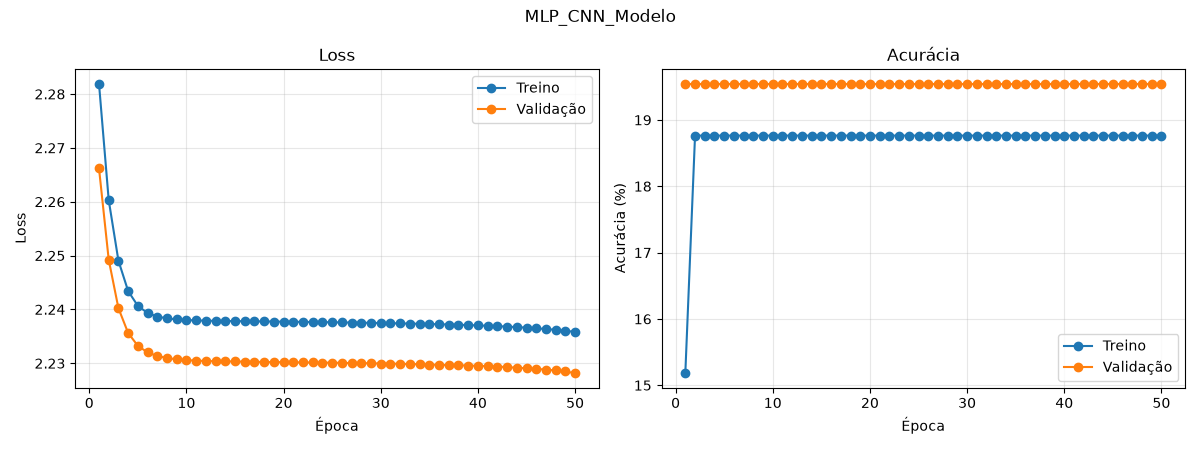 MLP_CNN_Modelo
Loss
Treino
Validação
2.28
2.27
2.26
2.25
2.24
2.23
Loss
0 10 20 30 40 50
Época
Acurácia
19
18
17
16
15
Acurácia (%)
Treino
Validação
0 10 20 30 40 50
Época